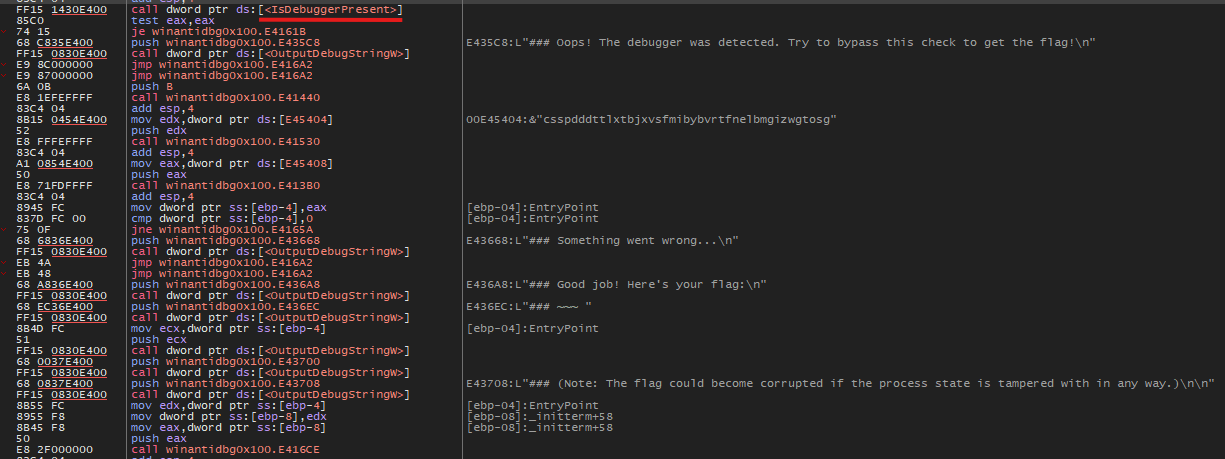 83C4 04 add esp,4
FF15 1430E400 call dword ptr ds:[<IsDebuggerPresent>]
85C0 test eax,eax
74 15 je winantidbg0x100.E4161B
68 C835E400 push winantidbg0x100.E435C8 E435C8:L"### Oops! The debugger was detected. Try to bypass this check to get the flag!\n"
FF15 0830E400 call dword ptr ds:[<OutputDebugStringW>]
E9 8C000000 jmp winantidbg0x100.E416A2
E9 87000000 jmp winantidbg0x100.E416A2
6A 0B push B
E8 1EFEFFFF call winantidbg0x100.E41440
83C4 04 add esp,4
8B15 0454E400 mov edx,dword ptr ds:[E45404] 00E45404:&"csspdddttlxtbjxvsfmibybvrtfnelbmgizwgtosg"
52 push edx
E8 FFFEFFFF call winantidbg0x100.E41530
83C4 04 add esp,4
A1 0854E400 mov eax,dword ptr ds:[E45408]
50 push eax
E8 71FDFFFF call winantidbg0x100.E413B0
83C4 04 add esp,4
8945 FC mov dword ptr ss:[ebp-4],eax [ebp-04]:EntryPoint
837D FC 00 cmp dword ptr ss:[ebp-4],0 [ebp-04]:EntryPoint
75 0F jne winantidbg0x100.E4165A
68 6836E400 push winantidbg0x100.E43668 E43668:L"### Something went wrong...\n"
FF15 0830E400 call dword ptr ds:[<OutputDebugStringW>]
EB 4A jmp winantidbg0x100.E416A2
EB 48 jmp winantidbg0x100.E416A2
68 A836E400 push winantidbg0x100.E436A8 E436A8:L"### Good job! Here's your flag:\n"
FF15 0830E400 call dword ptr ds:[<OutputDebugStringW>]
68 EC36E400 push winantidbg0x100.E436EC E436EC:L"### ~~~ "
FF15 0830E400 call dword ptr ds:[<OutputDebugStringW>]
8B4D FC mov ecx,dword ptr ss:[ebp-4] [ebp-04]:EntryPoint
51 push ecx
FF15 0830E400 call dword ptr ds:[<OutputDebugStringW>]
68 0037E400 push winantidbg0x100.E43700
FF15 0830E400 call dword ptr ds:[<OutputDebugStringW>]
68 0837E400 push winantidbg0x100.E43708 E43708:L"### (Note: The flag could become corrupted if the process state is tampered with in any way.)\n\n"
FF15 0830E400 call dword ptr ds:[<OutputDebugStringW>]
8B55 FC mov edx,dword ptr ss:[ebp-4] [ebp-04]:EntryPoint
8955 F8 mov dword ptr ss:[ebp-8],edx [ebp-08]:_initterm+58
8B45 F8 mov eax,dword ptr ss:[ebp-8] [ebp-08]:_initterm+58
50 push eax
E8 2F000000 call winantidbg0x100.E416CE
83C4 04 add esp,4